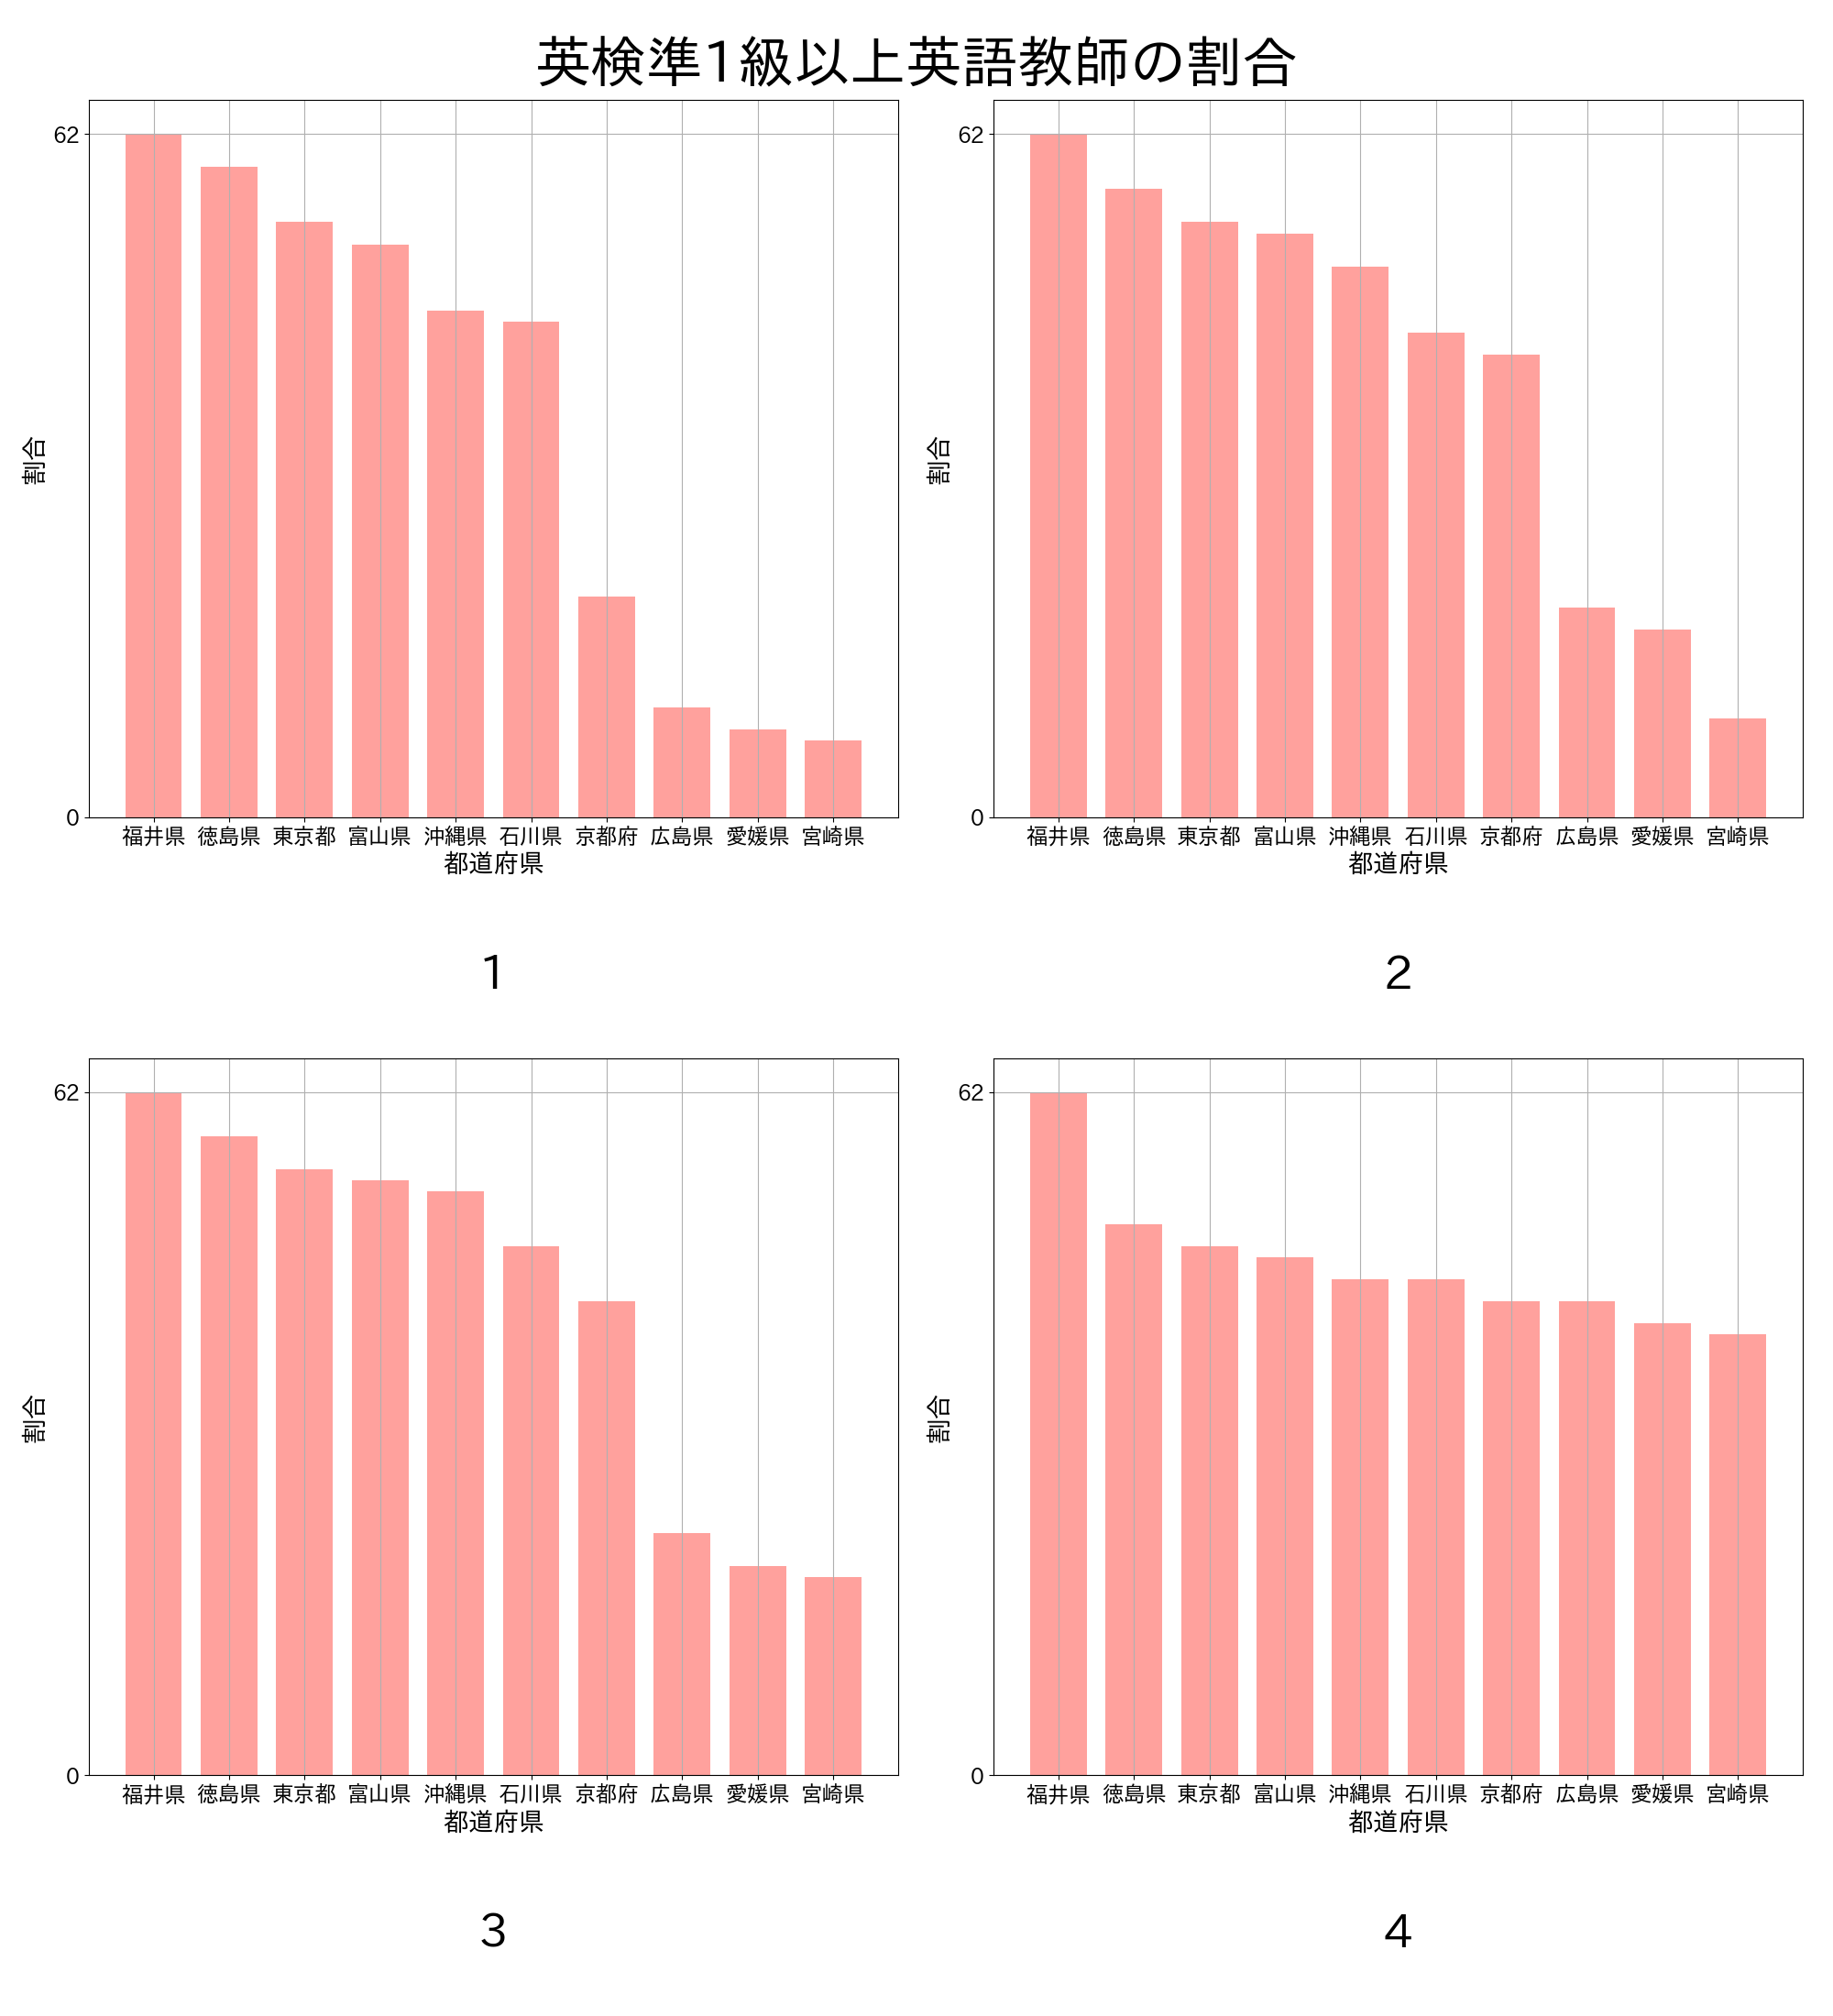 英検準1級以上英語教師の割合
62
0
割合
福井県 徳島県 東京都 富山県 沖縄県 石川県 京都府 広島県 愛媛県 宮崎県
都道府県
1
62
0
割合
福井県 徳島県 東京都 富山県 沖縄県 石川県 京都府 広島県 愛媛県 宮崎県
都道府県
2
62
0
割合
福井県 徳島県 東京都 富山県 沖縄県 石川県 京都府 広島県 愛媛県 宮崎県
都道府県
3
62
0
割合
福井県 徳島県 東京都 富山県 沖縄県 石川県 京都府 広島県 愛媛県 宮崎県
都道府県
4